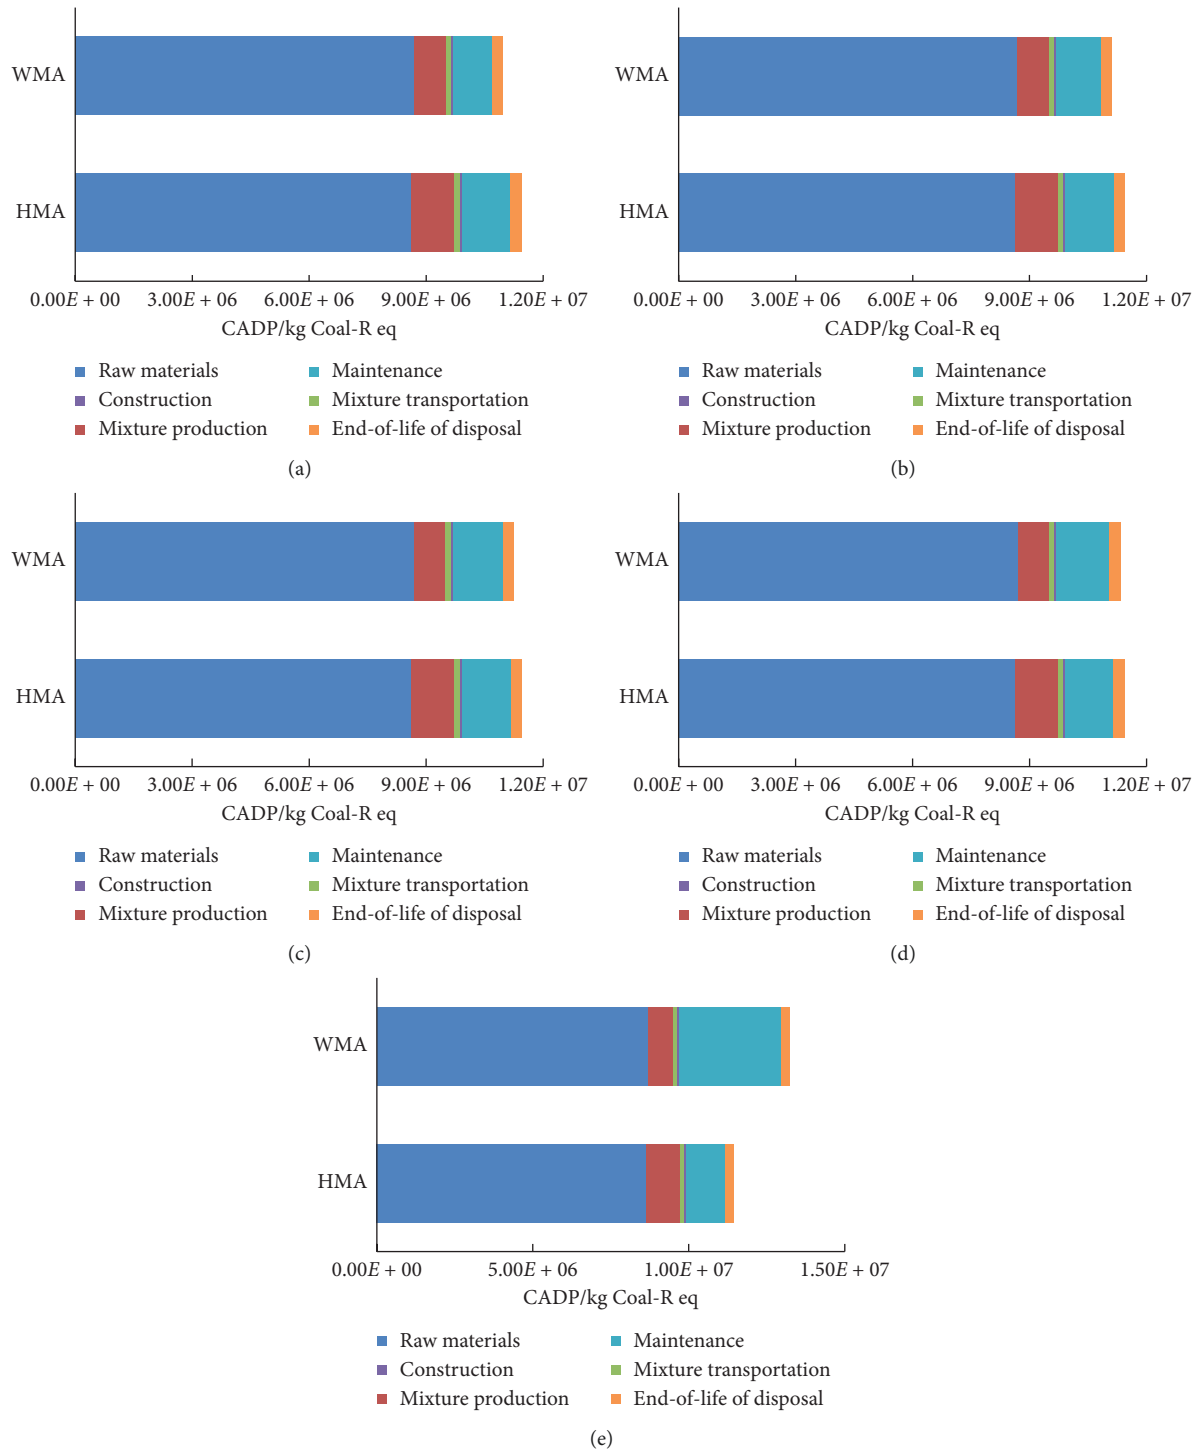 WMA
HMA
0.00E + 00 3.00E + 06 6.00E + 06 9.00E + 06 1.20E + 07
CADP/kg Coal-R eq
Raw materials Maintenance
Construction Mixture transportation
Mixture production End-of-life of disposal
(a)
WMA
HMA
0.00E + 00 3.00E + 06 6.00E + 06 9.00E + 06 1.20E + 07
CADP/kg Coal-R eq
Raw materials Maintenance
Construction Mixture transportation
Mixture production End-of-life of disposal
(b)
WMA
HMA
0.00E + 00 3.00E + 06 6.00E + 06 9.00E + 06 1.20E + 07
CADP/kg Coal-R eq
Raw materials Maintenance
Construction Mixture transportation
Mixture production End-of-life of disposal
(c)
WMA
HMA
0.00E + 00 3.00E + 06 6.00E + 06 9.00E + 06 1.20E + 07
CADP/kg Coal-R eq
Raw materials Maintenance
Construction Mixture transportation
Mixture production End-of-life of disposal
(d)
WMA
HMA
0.00E + 00 5.00E + 06 1.00E + 07 1.50E + 07
CADP/kg Coal-R eq
Raw materials Maintenance
Construction Mixture transportation
Mixture production End-of-life of disposal
(e)